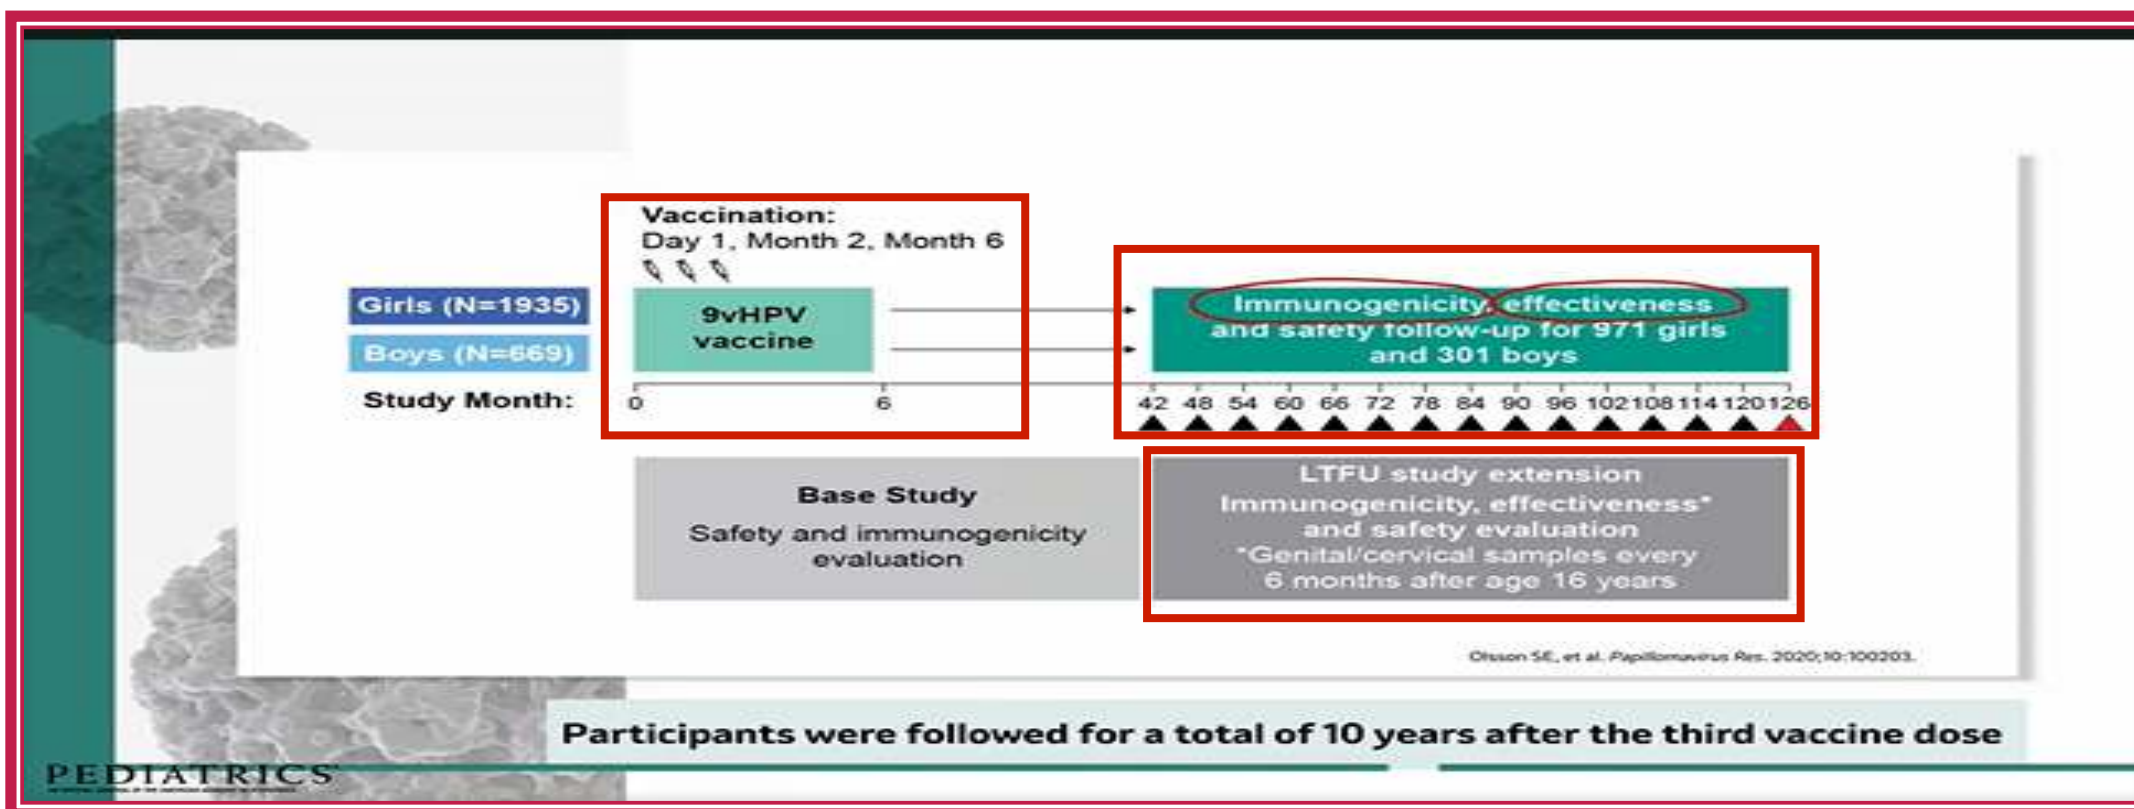 Vaccination:
Day 1, Month 2, Month 6
Girls (N=1935)
Boys (N=669)
9vHPV
vaccine
Immunogenicity, effectiveness
and safety follow-up for 971 girls
and 301 boys
Study Month:
0 6 42 48 54 60 66 72 78 84 90 96 102 108 114 120 126
Base Study
Safety and immunogenicity
evaluation
LTFU study extension
Immunogenicity, effectiveness*
and safety evaluation
*Genital/cervical samples every
6 months after age 16 years
Olsson SE, et al. Papillomavirus Res. 2020;10:100203.
Participants were followed for a total of 10 years after the third vaccine dose
PEDIATRICS